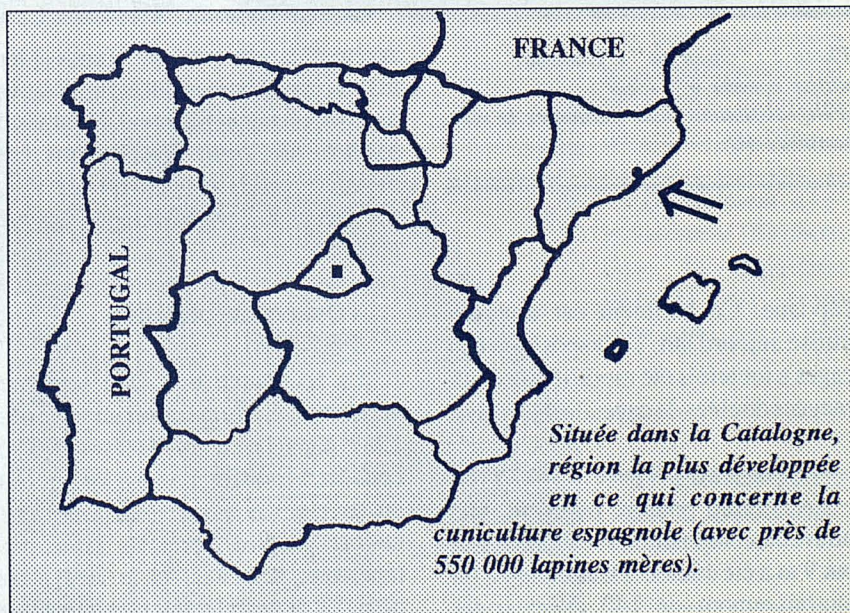 FRANCE
PORTUGAL
Située dans la Catalogne,
région la plus développée
en ce qui concerne la
cuniculture espagnole (avec près de
550 000 lapines mères).